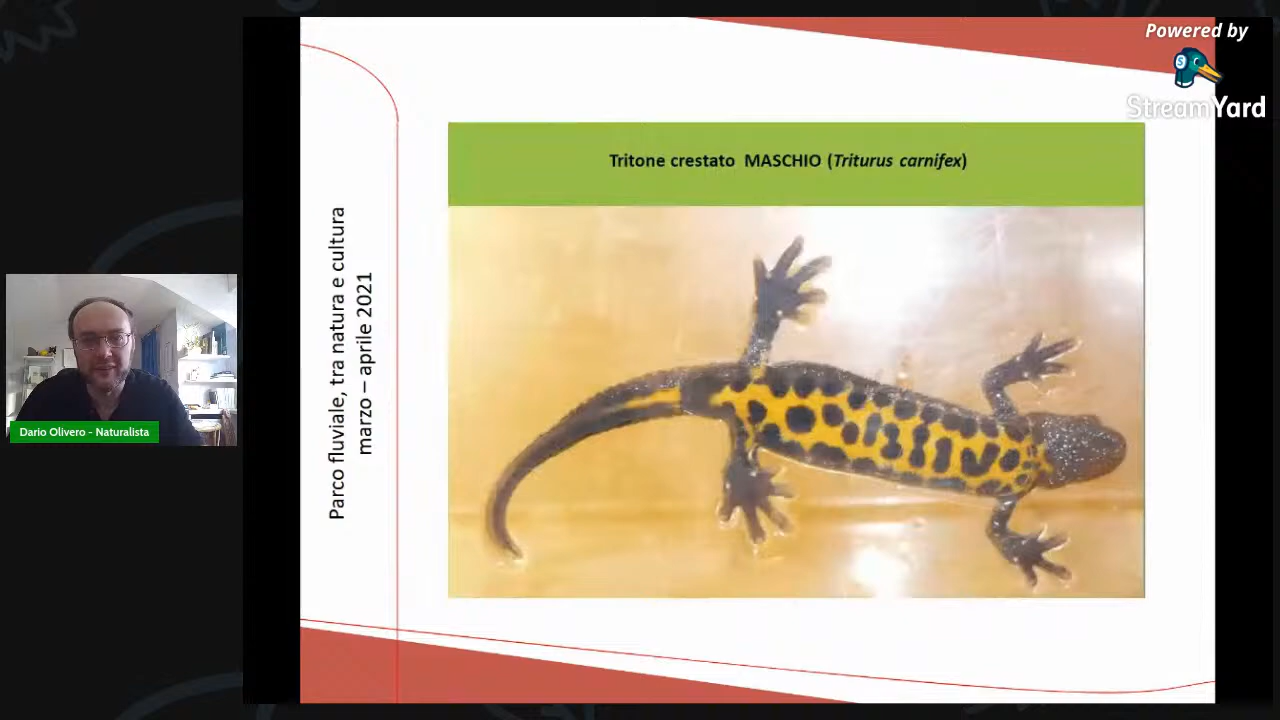 Powered by
StreamYard
Tritone crestato MASCHIO (Triturus carnifex)
Parco fluviale, tra natura e cultura
marzo – aprile 2021
Dario Olivero - Naturalista